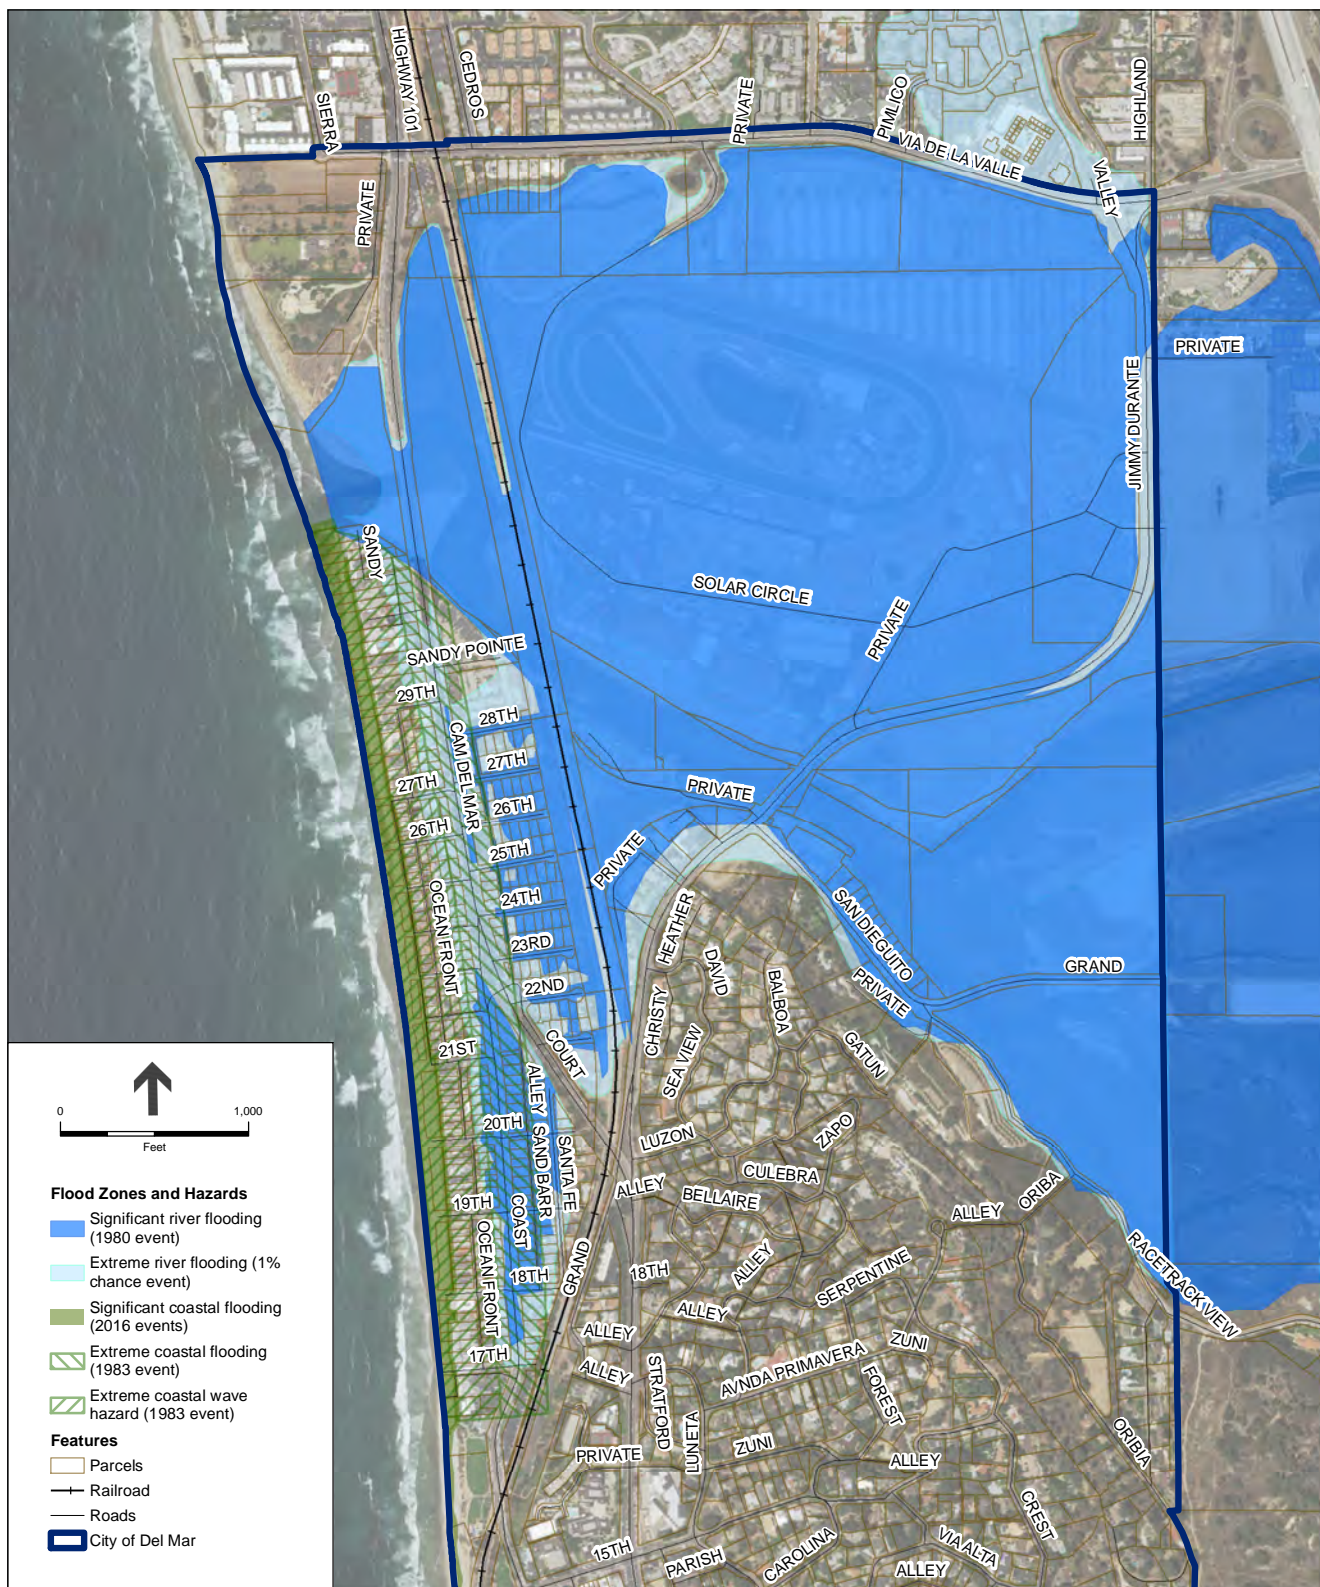 HIGHWAY 101
CEDROS
SIERRA
PRIVATE
PIMLICO
HIGHLAND
VIA DE LA VALLE
VALLEY
PRIVATE
PRIVATE
JIMMY DURANTE
SANDY
SOLAR CIRCLE
PRIVATE
SANDY POINTE
29TH
28TH
CAM DEL MAR
27TH
27TH
PRIVATE
26TH
26TH
25TH
PRIVATE
24TH
OCEAN FRONT
HEATHER
SAN DIEGUITO
23RD
DAVID
BALBOA
GRAND
22ND
PRIVATE
CHRISTY
21ST
COURT
SEA VIEW
GATUN
ALLEY
20TH
LUZON
ZAPO
SAND BARR
SANTA FE
CULEBRA
ALLEY
BELLAIRE
ORIBA
19TH
COAST
ALLEY
OCEAN FRONT
GRAND
18TH
18TH
ALLEY
SERPENTINE
RACETRACK VIEW
ALLEY
ALLEY
ZUNI
17TH
ALLEY
STRATFORD
AVNDA PRIMAVERA
FOREST
LUNETA
PRIVATE
ZUNI
ALLEY
ORIBIA
CREST
15TH
PARISH
CAROLINA
VIA ALTA
ALLEY
0
1,000
Feet
Flood Zones and Hazards
Significant river flooding
(1980 event)
Extreme river flooding (1%
chance event)
Significant coastal flooding
(2016 events)
Extreme coastal flooding
(1983 event)
Extreme coastal wave
hazard (1983 event)
Features
Parcels
Railroad
Roads
City of Del Mar